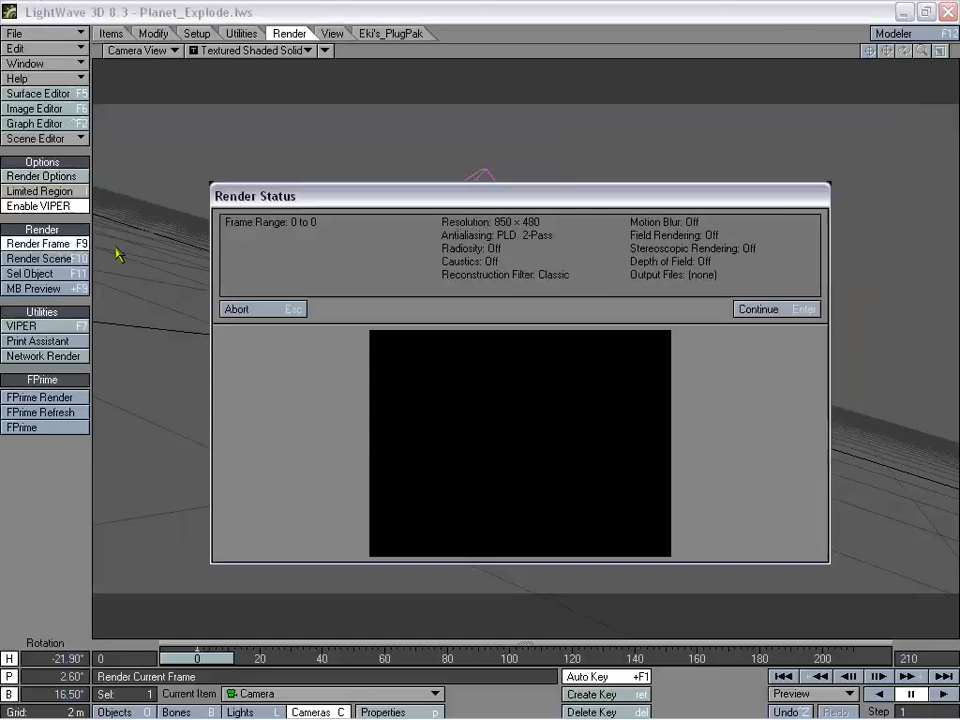 LightWave 3D 8.3 - Planet_Explode.lws
File
Items
Modify
Setup
Utilities
Render
View
Eki's_PlugPak
Modeler F12
Edit
Camera View
Textured Shaded Solid
Window
Help
Surface Editor F5
Image Editor F6
Graph Editor ^F2
Scene Editor
Options
Render Options
Limited Region l
Enable VIPER
Render
Render Frame F9
Render Scene F10
Sel Object F11
MB Preview +F9
Utilities
VIPER F7
Print Assistant
Network Render
FPrime
FPrime Render
FPrime Refresh
FPrime
Render Status
Frame Range: 0 to 0
Resolution: 850 × 480
Motion Blur: Off
Antialiasing: PLD 2-Pass
Field Rendering: Off
Radiosity: Off
Stereoscopic Rendering: Off
Caustics: Off
Depth of Field: Off
Reconstruction Filter: Classic
Output Files: (none)
Abort Esc
Continue Enter
Rotation
H -21.90°
0 0 20 40 60 80 100 120 140 160 180 200 210
P 2.60°
Render Current Frame
Auto Key +F1
B 16.50°
Sel: 1
Current Item
Camera
Create Key ret
Preview
Grid: 2 m
Objects O
Bones B
Lights L
Cameras C
Properties p
Delete Key del
Undo ^Z
Redo
Step 1